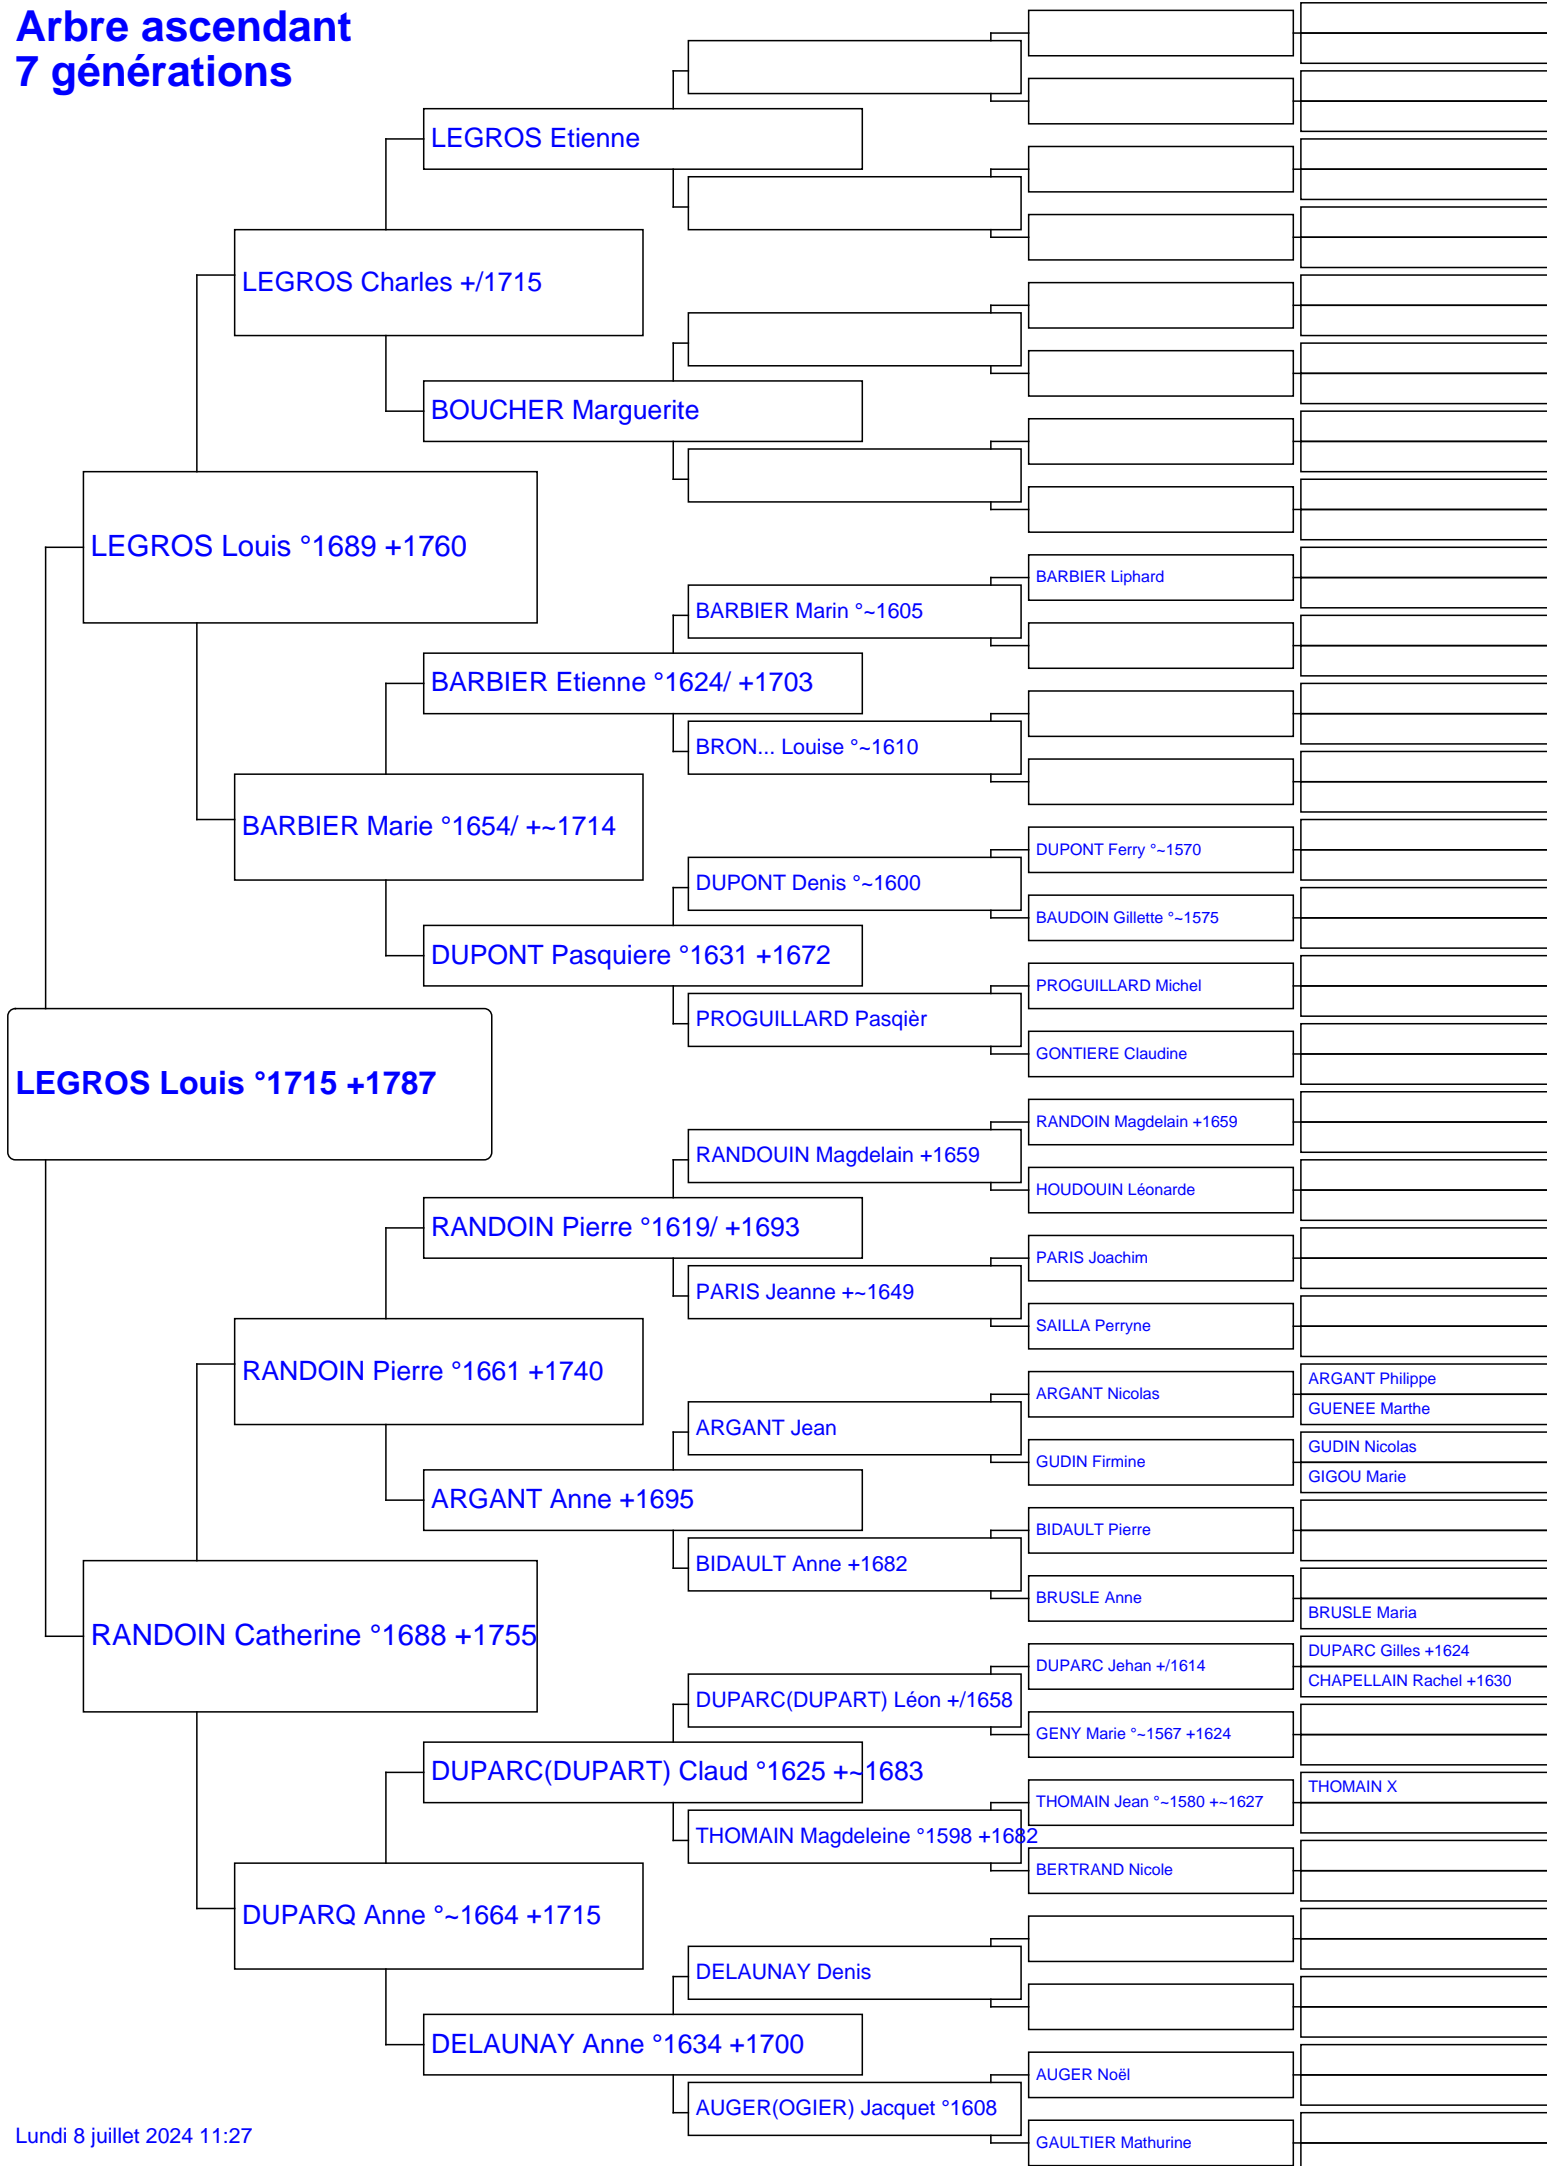 Arbre ascendant
7 générations
LEGROS Etienne
LEGROS Charles +/1715
BOUCHER Marguerite
LEGROS Louis °1689 +1760
BARBIER Liphard
BARBIER Marin °~1605
BARBIER Etienne °1624/ +1703
BRON... Louise °~1610
BARBIER Marie °1654/ +~1714
DUPONT Ferry °~1570
DUPONT Denis °~1600
BAUDOIN Gillette °~1575
DUPONT Pasquiere °1631 +1672
PROGUILLARD Michel
PROGUILLARD Pasqièr
GONTIERE Claudine
LEGROS Louis °1715 +1787
RANDOIN Magdelain +1659
RANDOUIN Magdelain +1659
HOUDOUIN Léonarde
RANDOIN Pierre °1619/ +1693
PARIS Joachim
PARIS Jeanne +~1649
SAILLA Perryne
RANDOIN Pierre °1661 +1740
ARGANT Philippe
ARGANT Nicolas
GUENEE Marthe
ARGANT Jean
GUDIN Nicolas
GUDIN Firmine
GIGOU Marie
ARGANT Anne +1695
BIDAULT Pierre
BIDAULT Anne +1682
BRUSLE Anne
BRUSLE Maria
RANDOIN Catherine °1688 +1755
DUPARC Gilles +1624
DUPARC Jehan +/1614
CHAPELLAIN Rachel +1630
DUPARC(DUPART) Léon +/1658
GENY Marie °~1567 +1624
DUPARC(DUPART) Claud °1625 +~1683
THOMAIN X
THOMAIN Jean °~1580 +~1627
THOMAIN Magdeleine °1598 +1682
BERTRAND Nicole
DUPARQ Anne °~1664 +1715
DELAUNAY Denis
DELAUNAY Anne °1634 +1700
AUGER Noël
AUGER(OGIER) Jacquet °1608
GAULTIER Mathurine
Lundi 8 juillet 2024 11:27